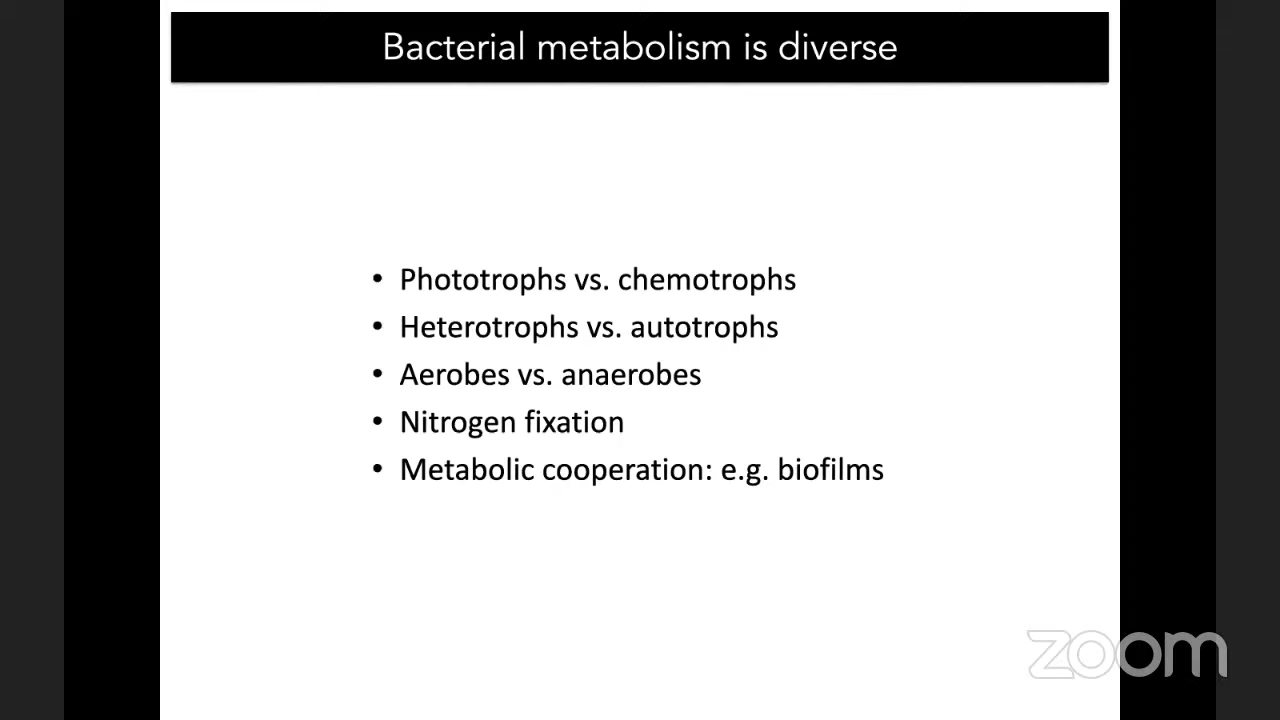 Bacterial metabolism is diverse
• Phototrophs vs. chemotrophs
• Heterotrophs vs. autotrophs
• Aerobes vs. anaerobes
• Nitrogen fixation
• Metabolic cooperation: e.g. biofilms
zoom